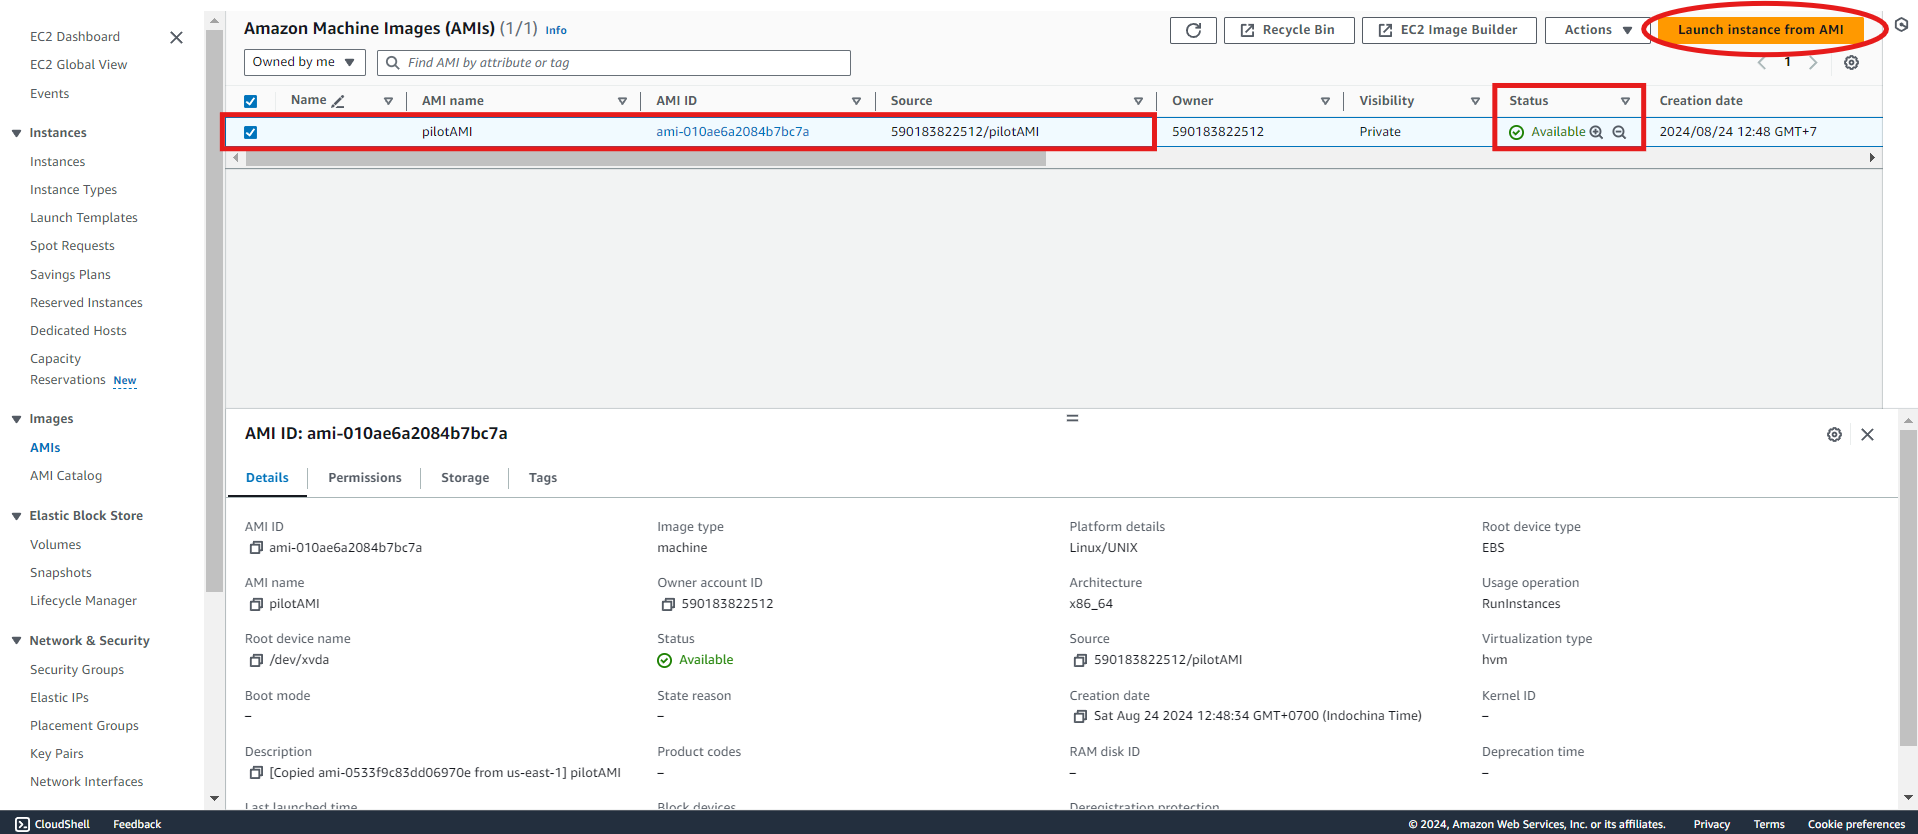 EC2 Dashboard
EC2 Global View
Events
Instances
Instances
Instance Types
Launch Templates
Spot Requests
Savings Plans
Reserved Instances
Dedicated Hosts
Capacity
Reservations New
Images
AMIs
AMI Catalog
Elastic Block Store
Volumes
Snapshots
Lifecycle Manager
Network & Security
Security Groups
Elastic IPs
Placement Groups
Key Pairs
Network Interfaces
Amazon Machine Images (AMIs) (1/1) Info
Recycle Bin
EC2 Image Builder
Actions
Launch instance from AMI
Owned by me
Find AMI by attribute or tag
1
Name AMI name AMI ID Source Owner Visibility Status Creation date
pilotAMI ami-010ae6a2084b7bc7a 590183822512/pilotAMI 590183822512 Private Available 2024/08/24 12:48 GMT+7
AMI ID: ami-010ae6a2084b7bc7a
Details Permissions Storage Tags
AMI ID Image type Platform details Root device type
ami-010ae6a2084b7bc7a machine Linux/UNIX EBS
AMI name Owner account ID Architecture Usage operation
pilotAMI 590183822512 x86_64 RunInstances
Root device name Status Source Virtualization type
/dev/xvda Available 590183822512/pilotAMI hvm
Boot mode State reason Creation date Kernel ID
– – Sat Aug 24 2024 12:48:34 GMT+0700 (Indochina Time) –
Description Product codes RAM disk ID Deprecation time
[Copied ami-0533f9c83dd06970e from us-east-1] pilotAMI – – –
Last launched time Block devices Deregistration protection
CloudShell Feedback © 2024, Amazon Web Services, Inc. or its affiliates. Privacy Terms Cookie preferences